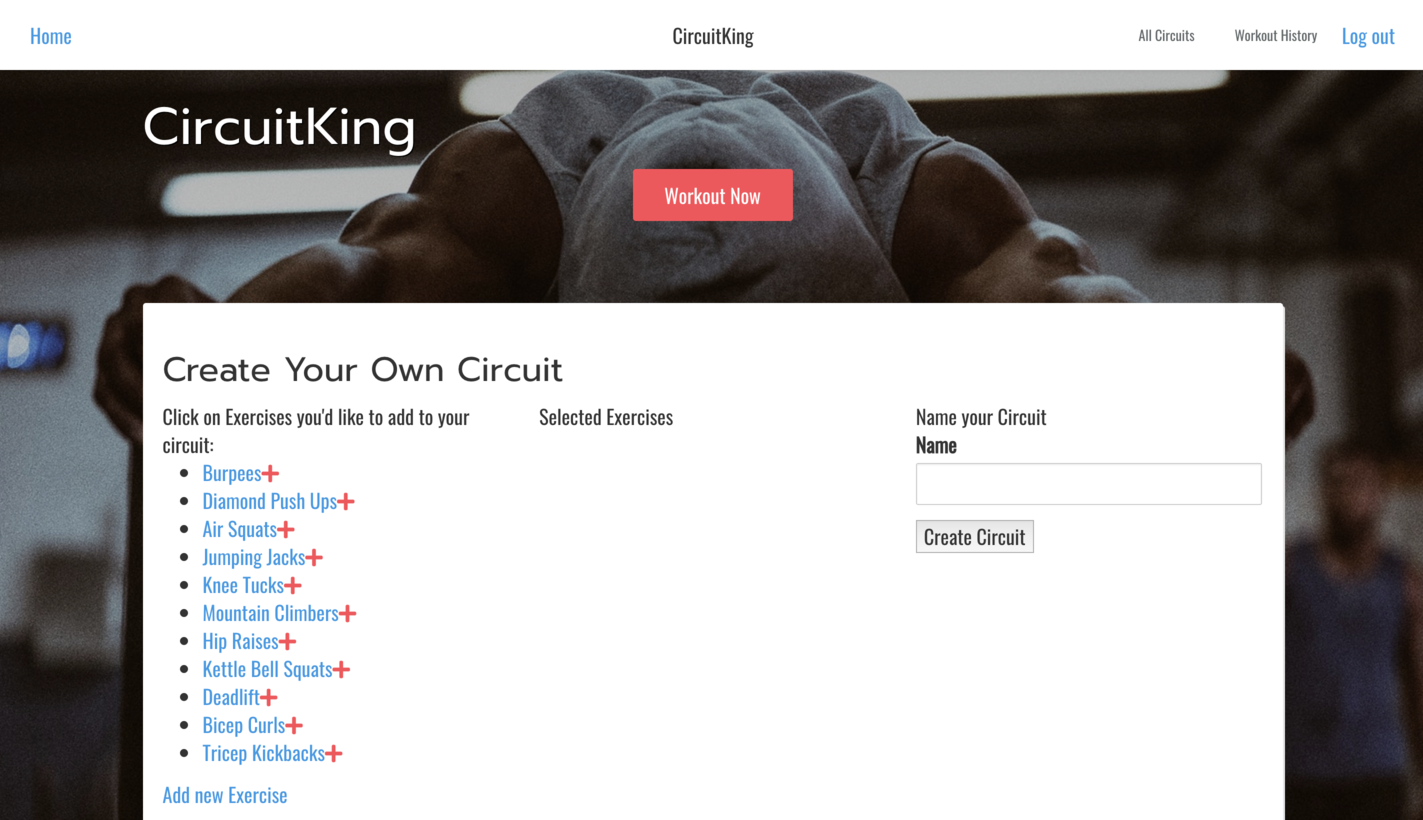 Home
CircuitKing
All Circuits
Workout History
Log out
CircuitKing
Workout Now
Create Your Own Circuit
Click on Exercises you'd like to add to your
circuit:
Burpees+
Diamond Push Ups+
Air Squats+
Jumping Jacks+
Knee Tucks+
Mountain Climbers+
Hip Raises+
Kettle Bell Squats+
Deadlift+
Bicep Curls+
Tricep Kickbacks+
Add new Exercise
Selected Exercises
Name your Circuit
Name
Create Circuit